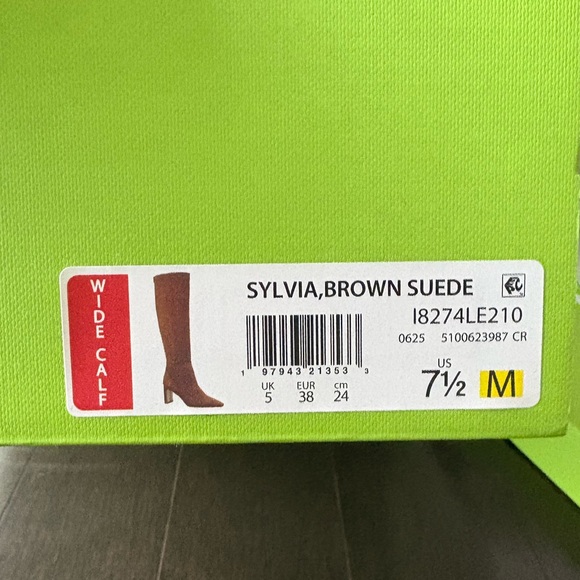 WIDE CALF
SYLVIA,BROWN SUEDE
I8274LE210
0625 5100623987 CR
1 97943 21353 3
UK EUR cm
5 38 24
US
7½ M